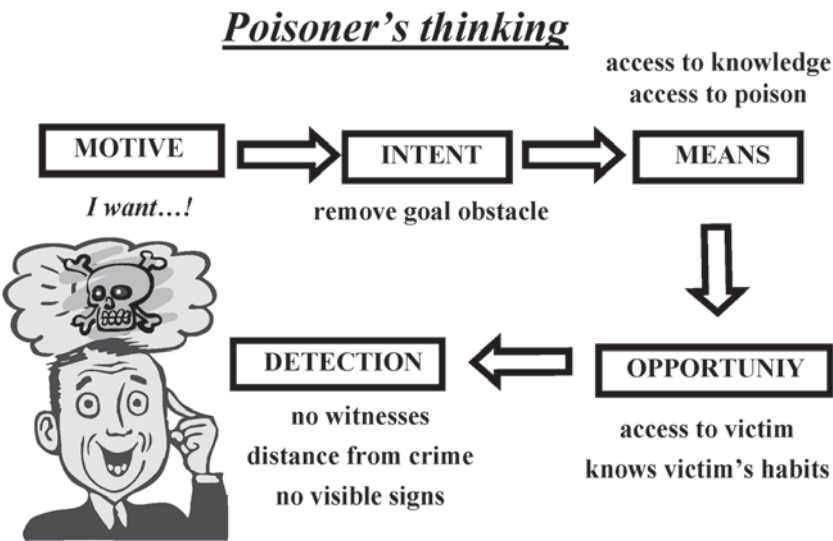 Poisoner's thinking
MOTIVE
I want...!
INTENT
remove goal obstacle
access to knowledge
access to poison
MEANS
OPPORTUNIY
access to victim
knows victim's habits
DETECTION
no witnesses
distance from crime
no visible signs